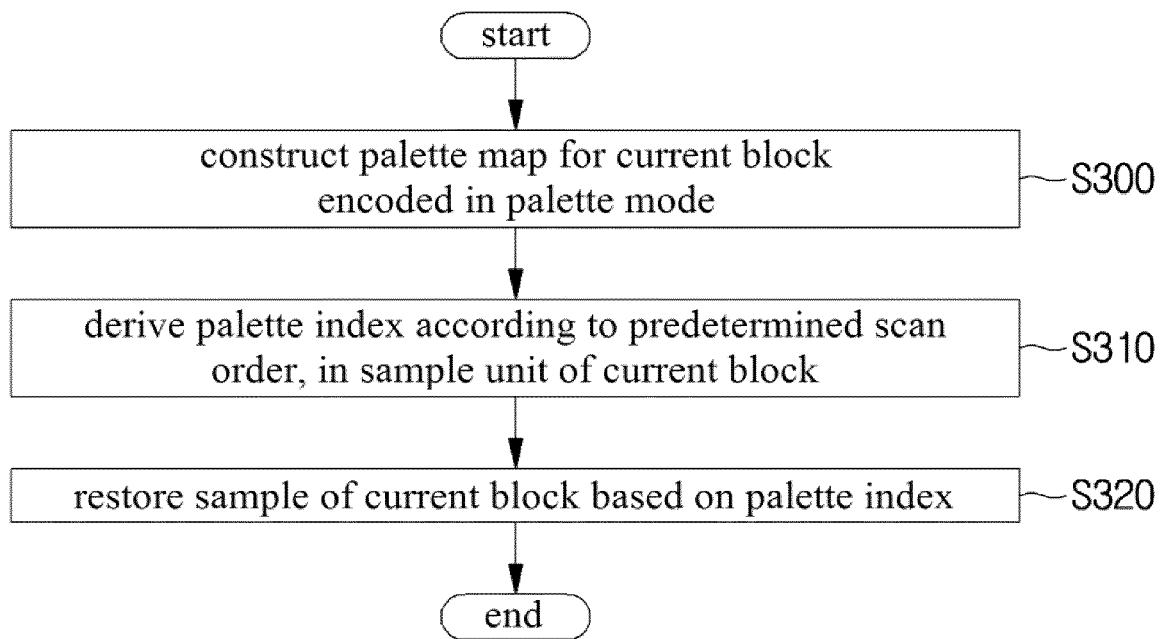 start
construct palette map for current block
encoded in palette mode
S300
derive palette index according to predetermined scan
order, in sample unit of current block
S310
restore sample of current block based on palette index
S320
end